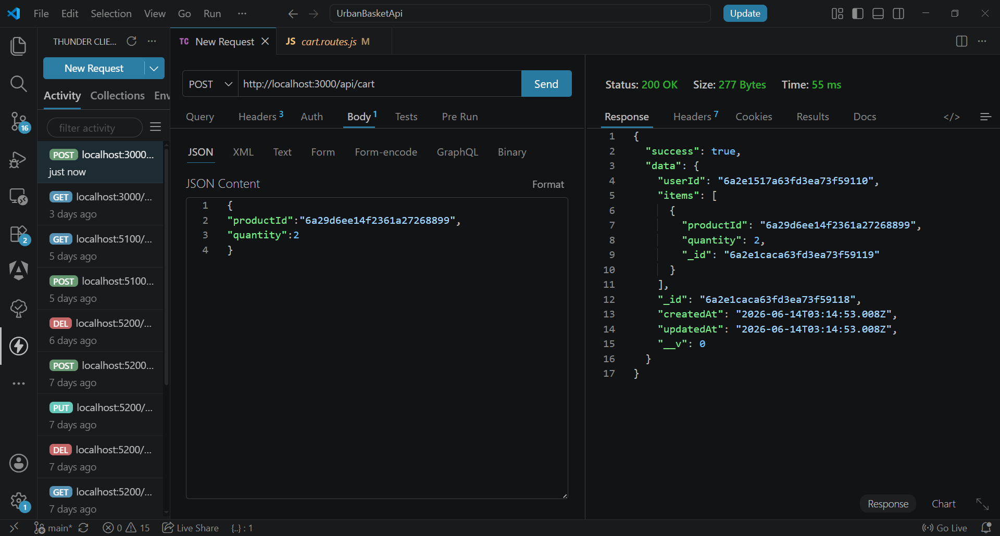 File Edit Selection View Go Run ···
UrbanBasketApi
Update
THUNDER CLIE... ···
New Request
Activity Collections Env
filter activity
POST localhost:3000...
just now
GET localhost:3000/...
3 days ago
GET localhost:5100/...
5 days ago
POST localhost:5100...
5 days ago
DEL localhost:5200/...
6 days ago
POST localhost:5200...
7 days ago
PUT localhost:5200/...
7 days ago
DEL localhost:5200/...
7 days ago
GET localhost:5200/...
7 days ago
16
2
1
TC New Request
JS cart.routes.js M
POST http://localhost:3000/api/cart Send
Query Headers 3 Auth Body 1 Tests Pre Run
JSON XML Text Form Form-encode GraphQL Binary
JSON Content Format
1 {
2 "productId":"6a29d6ee14f2361a27268899",
3 "quantity":2
4 }
Status: 200 OK Size: 277 Bytes Time: 55 ms
Response Headers 7 Cookies Results Docs </>
1 {
2 "success": true,
3 "data": {
4 "userId": "6a2e1517a63fd3ea73f59110",
5 "items": [
6 {
7 "productId": "6a29d6ee14f2361a27268899",
8 "quantity": 2,
9 "_id": "6a2e1caca63fd3ea73f59119"
10 }
11 ],
12 "_id": "6a2e1caca63fd3ea73f59118",
13 "createdAt": "2026-06-14T03:14:53.008Z",
14 "updatedAt": "2026-06-14T03:14:53.008Z",
15 "__v": 0
16 }
17 }
Response Chart
main* 0 15 Live Share {..} : 1 Go Live